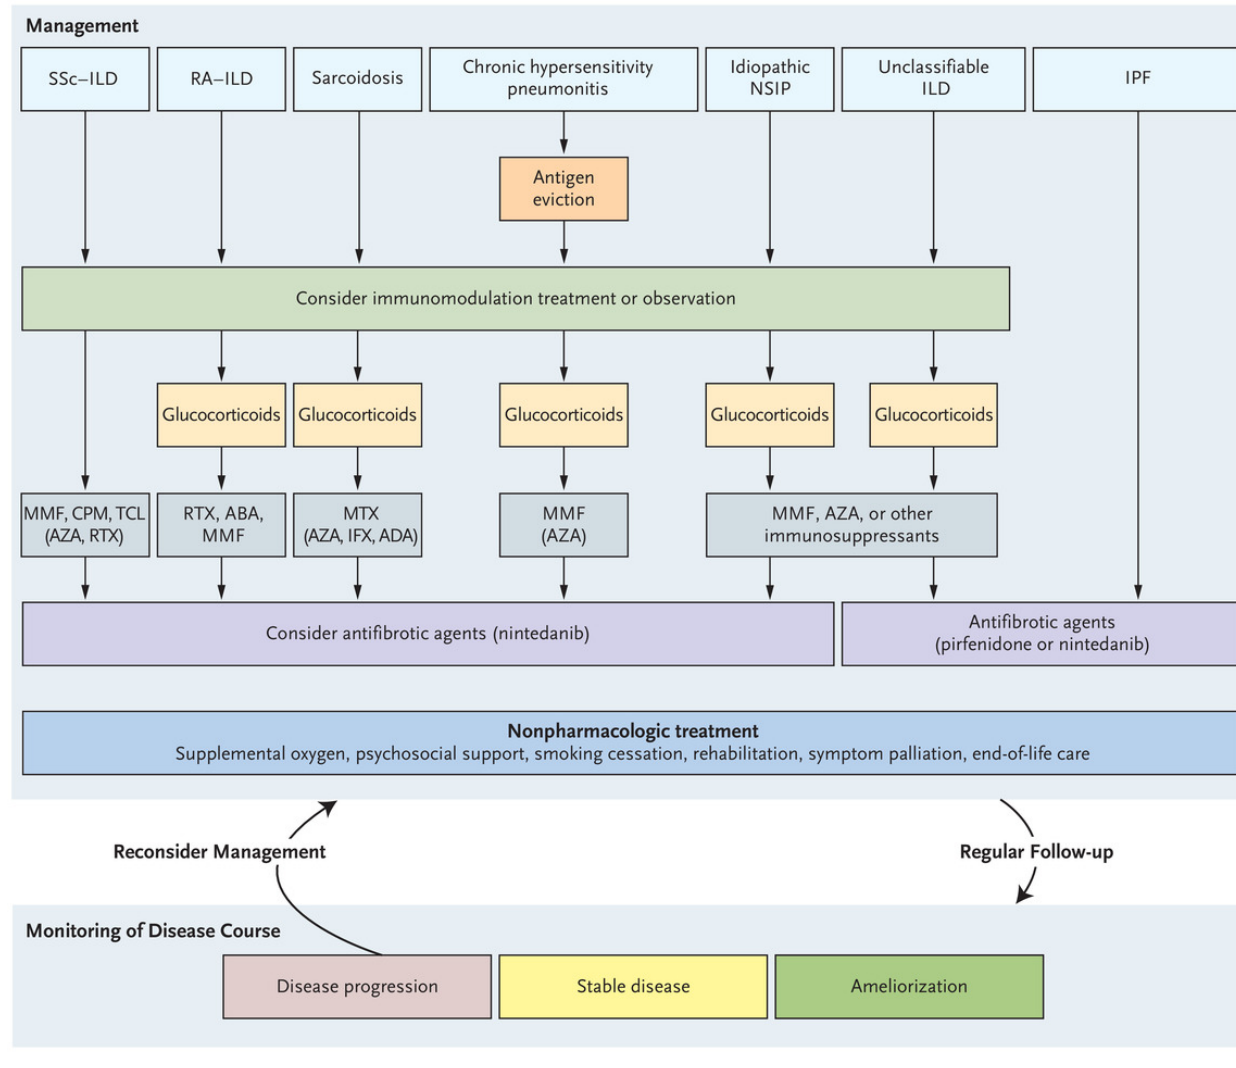 Management
SSc–ILD
RA–ILD
Sarcoidosis
Chronic hypersensitivity
pneumonitis
Idiopathic
NSIP
Unclassifiable
ILD
IPF
Antigen
eviction
Consider immunomodulation treatment or observation
Glucocorticoids
Glucocorticoids
Glucocorticoids
Glucocorticoids
Glucocorticoids
MMF, CPM, TCL
(AZA, RTX)
RTX, ABA,
MMF
MTX
(AZA, IFX, ADA)
MMF
(AZA)
MMF, AZA, or other
immunosuppressants
Consider antifibrotic agents (nintedanib)
Antifibrotic agents
(pirfenidone or nintedanib)
Nonpharmacologic treatment
Supplemental oxygen, psychosocial support, smoking cessation, rehabilitation, symptom palliation, end-of-life care
Reconsider Management
Regular Follow-up
Monitoring of Disease Course
Disease progression
Stable disease
Ameliorization